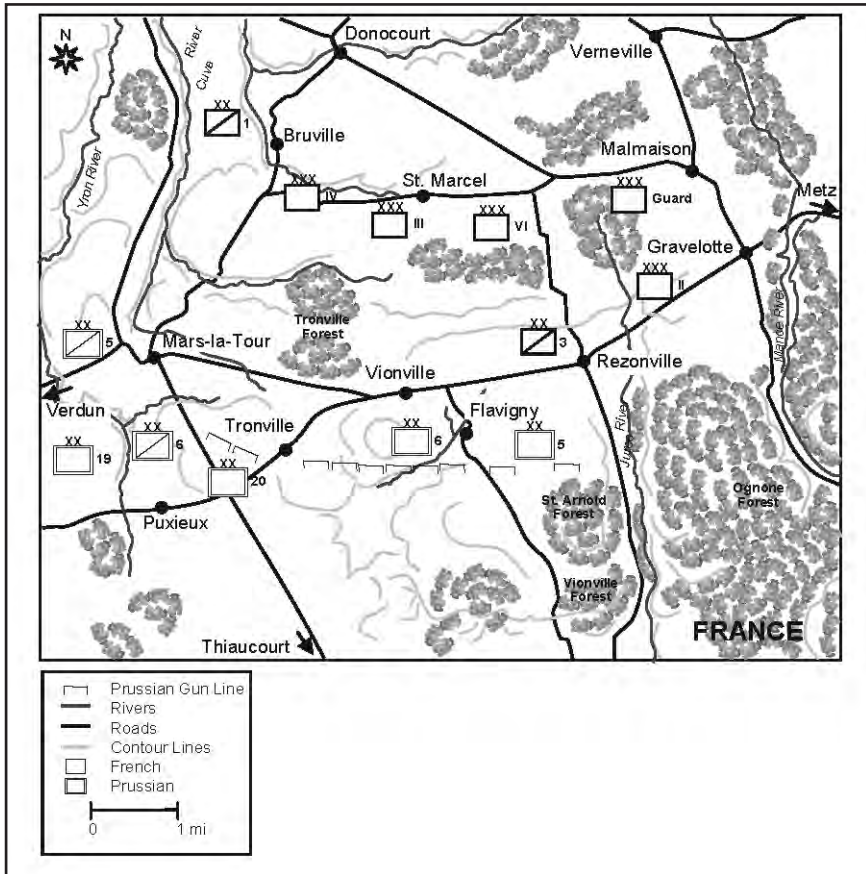 N
River
Cuva
Donocourt
Verneville
XX
1
Bruville
Malmaison
Yron River
XXX
IV
St. Marcel
XXX
III
XXX
VI
XXX
Guard
Metz
Gravelotte
XXX
II
Tronville
Forest
XX
5
Mars-la-Tour
XX
3
Rezonville
Mance River
Verdun
Vionville
Tronville
Flavigny
XX
19
XX
6
XX
20
XX
6
XX
5
Jurée River
Puxieux
St. Arnold
Forest
Ognone
Forest
Vionville
Forest
Thiaucourt
FRANCE
Prussian Gun Line
Rivers
Roads
Contour Lines
French
Prussian
0 1 mi